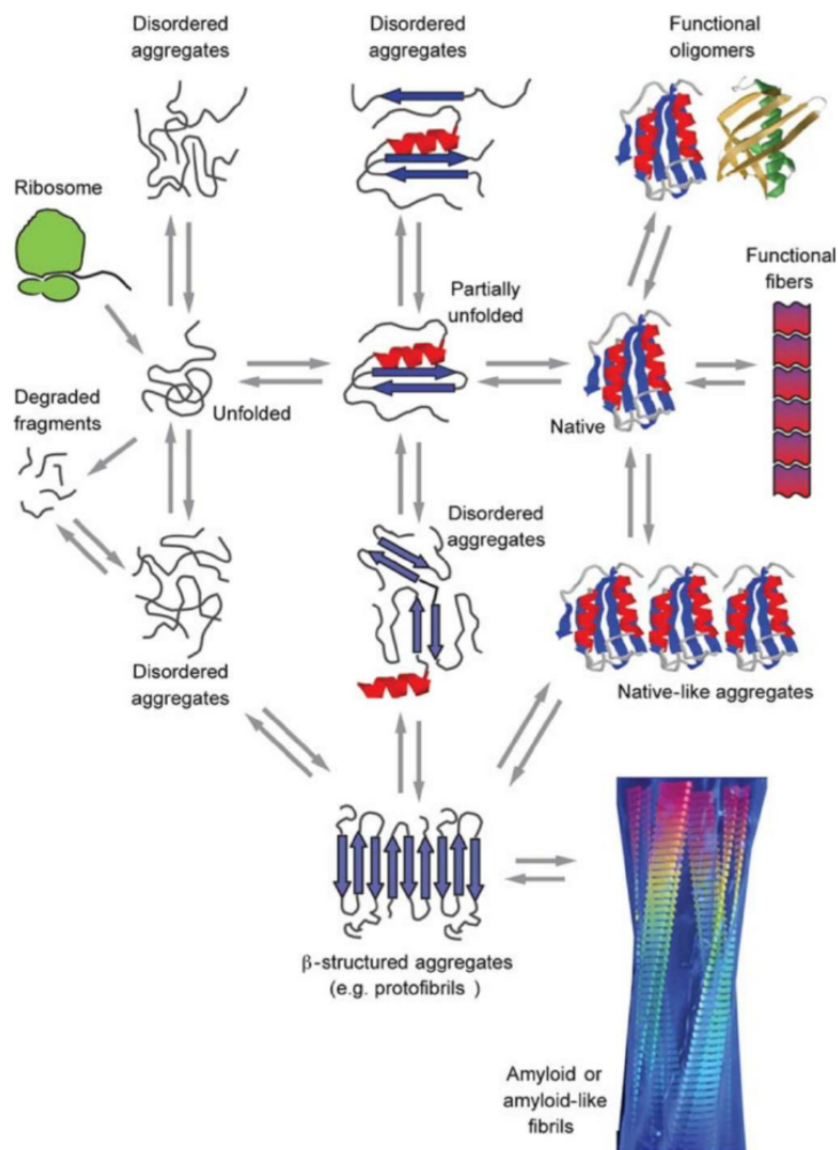 Disordered
aggregates
Disordered
aggregates
Functional
oligomers
Ribosome
Functional
fibers
Partially
unfolded
Degraded
fragments
Unfolded
Native
Disordered
aggregates
Disordered
aggregates
Native-like aggregates
β-structured aggregates
(e.g. protofibrils )
Amyloid or
amyloid-like
fibrils